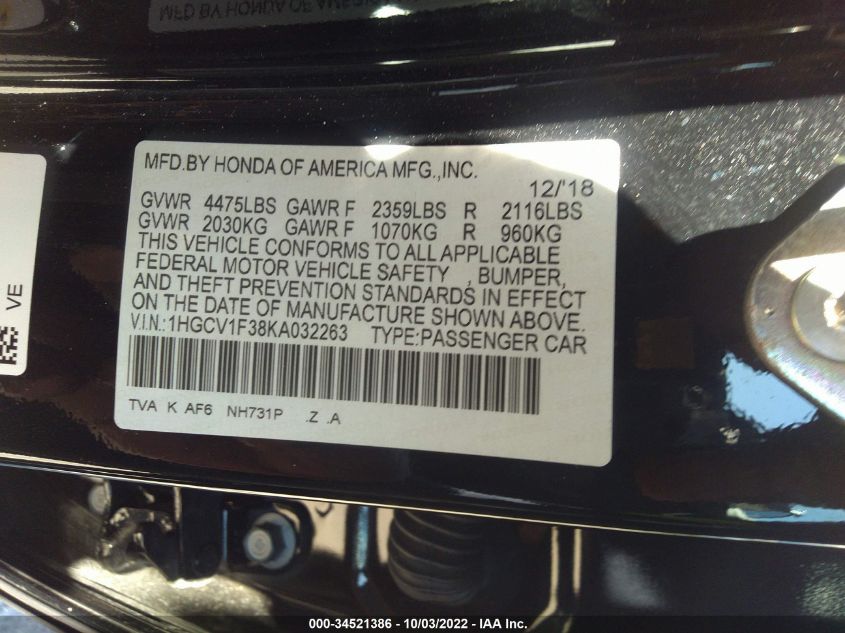 MFD.BY HONDA OF AMERICA MFG.,INC.
12/'18
GVWR 4475LBS GAWR F 2359LBS R 2116LBS
GVWR 2030KG GAWR F 1070KG R 960KG
THIS VEHICLE CONFORMS TO ALL APPLICABLE
FEDERAL MOTOR VEHICLE SAFETY , BUMPER,
AND THEFT PREVENTION STANDARDS IN EFFECT
ON THE DATE OF MANUFACTURE SHOWN ABOVE.
V.I.N.:1HGCV1F38KA032263 TYPE:PASSENGER CAR
TVA K AF6 NH731P .Z .A
VE
000-34521386 - 10/03/2022 - IAA Inc.